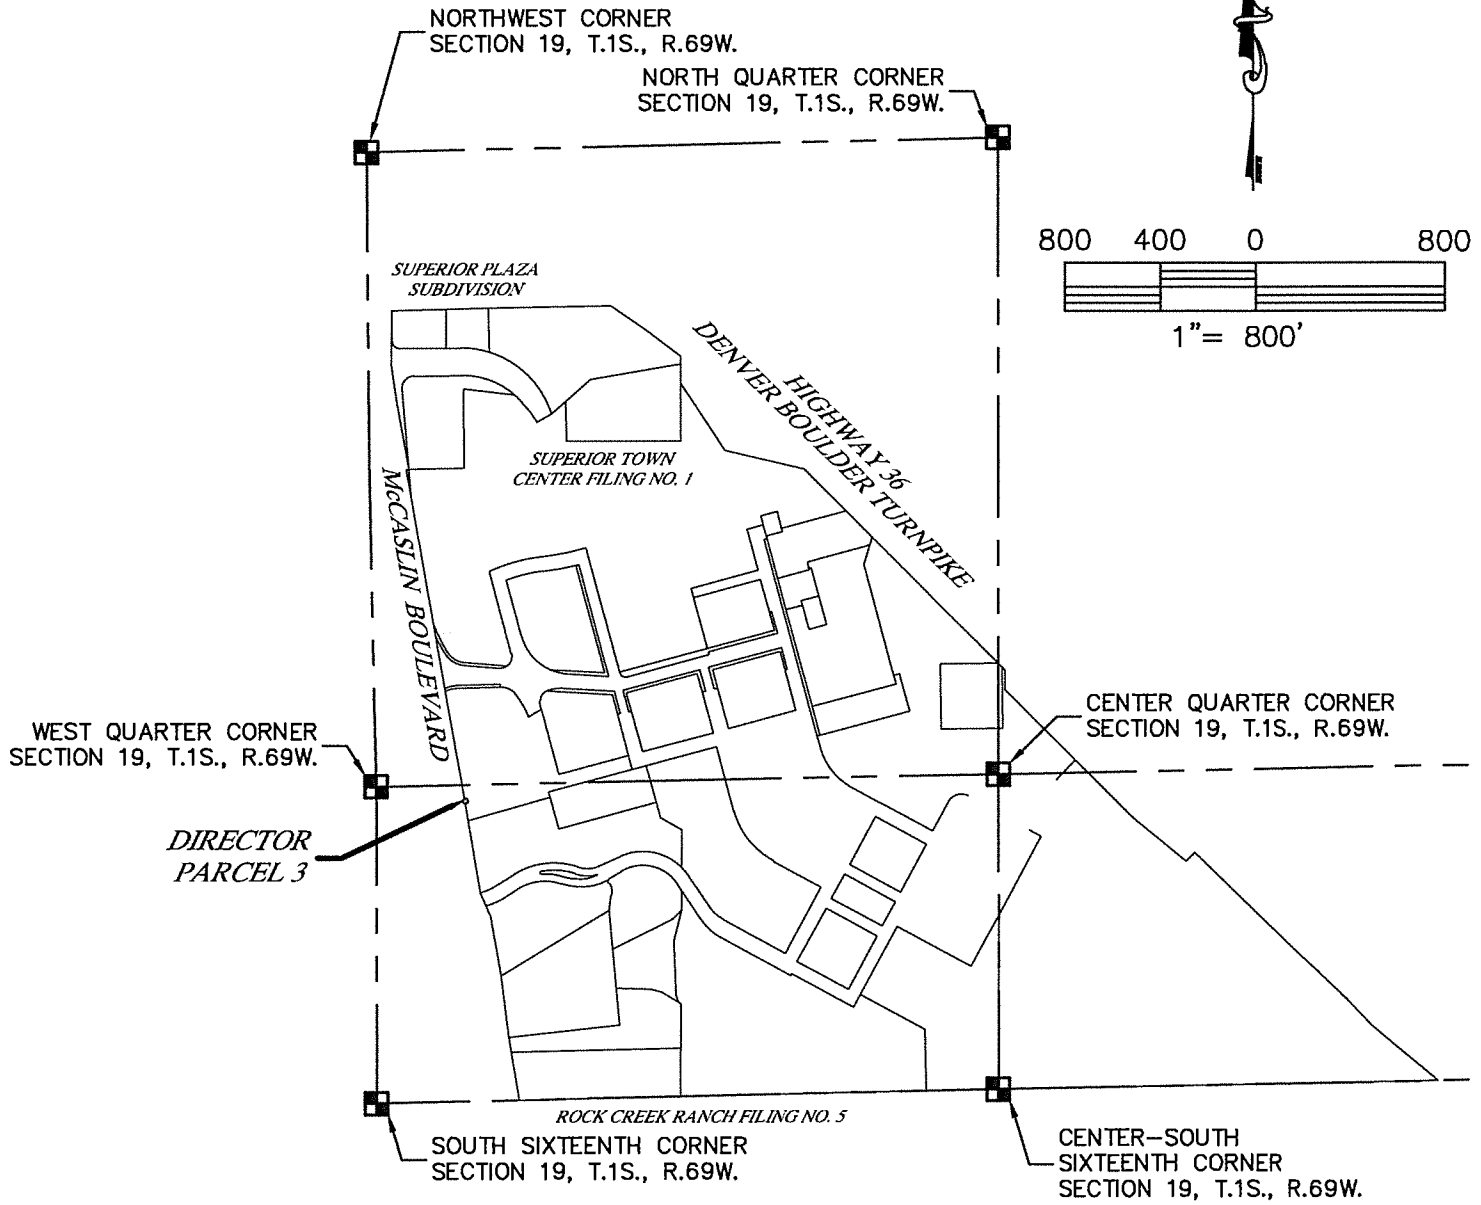 NORTHWEST CORNER
SECTION 19, T.1S., R.69W.
NORTH QUARTER CORNER
SECTION 19, T.1S., R.69W.
800 400 0 800
1"= 800'
SUPERIOR PLAZA
SUBDIVISION
HIGHWAY 36
DENVER BOULDER TURNPIKE
SUPERIOR TOWN
CENTER FILING NO. 1
McCASLIN BOULEVARD
WEST QUARTER CORNER
SECTION 19, T.1S., R.69W.
CENTER QUARTER CORNER
SECTION 19, T.1S., R.69W.
DIRECTOR
PARCEL 3
ROCK CREEK RANCH FILING NO. 5
SOUTH SIXTEENTH CORNER
SECTION 19, T.1S., R.69W.
CENTER-SOUTH
SIXTEENTH CORNER
SECTION 19, T.1S., R.69W.